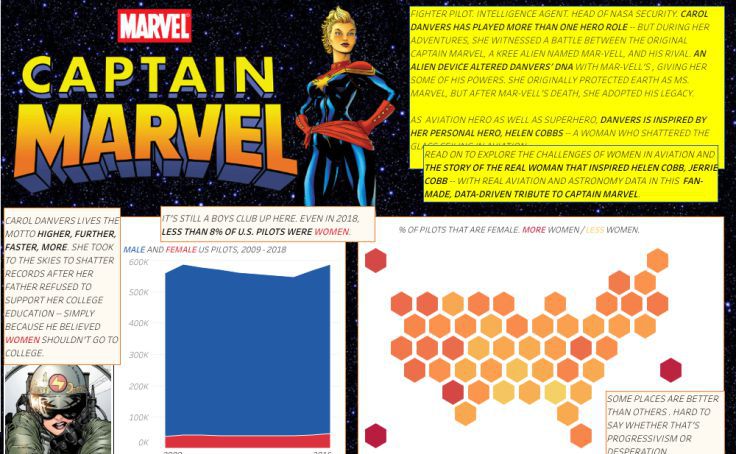 MARVEL
CAPTAIN
MARVEL
FIGHTER PILOT. INTELLIGENCE AGENT. HEAD OF NASA SECURITY. CAROL
DANVERS HAS PLAYED MORE THAN ONE HERO ROLE -- BUT DURING HER
ADVENTURES, SHE WITNESSED A BATTLE BETWEEN THE ORIGINAL
CAPTAIN MARVEL, A KREE ALIEN NAMED MAR-VELL, AND HIS RIVAL. AN
ALIEN DEVICE ALTERED DANVERS' DNA WITH MAR-VELL'S , GIVING HER
SOME OF HIS POWERS. SHE ORIGINALLY PROTECTED EARTH AS MS.
MARVEL, BUT AFTER MAR-VELL'S DEATH, SHE ADOPTED HIS LEGACY.
AS AVIATION HERO AS WELL AS SUPERHERO, DANVERS IS INSPIRED BY
HER PERSONAL HERO, HELEN COBBS -- A WOMAN WHO SHATTERED THE
GLASS CEILING IN AVIATION
READ ON TO EXPLORE THE CHALLENGES OF WOMEN IN AVIATION AND
THE STORY OF THE REAL WOMAN THAT INSPIRED HELEN COBB, JERRIE
COBB -- WITH REAL AVIATION AND ASTRONOMY DATA IN THIS FAN-
MADE, DATA-DRIVEN TRIBUTE TO CAPTAIN MARVEL.
CAROL DANVERS LIVES THE
MOTTO HIGHER, FURTHER,
FASTER, MORE. SHE TOOK
TO THE SKIES TO SHATTER
RECORDS AFTER HER
FATHER REFUSED TO
SUPPORT HER COLLEGE
EDUCATION -- SIMPLY
BECAUSE HE BELIEVED
WOMEN SHOULDN'T GO TO
COLLEGE.
IT'S STILL A BOYS CLUB UP HERE. EVEN IN 2018,
LESS THAN 8% OF U.S. PILOTS WERE WOMEN.
MALE AND FEMALE US PILOTS, 2009 - 2018
600K
500K
400K
300K
200K
100K
0K
% OF PILOTS THAT ARE FEMALE. MORE WOMEN / LESS WOMEN.
SOME PLACES ARE BETTER
THAN OTHERS . HARD TO
SAY WHETHER THAT'S
PROGRESSIVISM OR
DESPERATION.